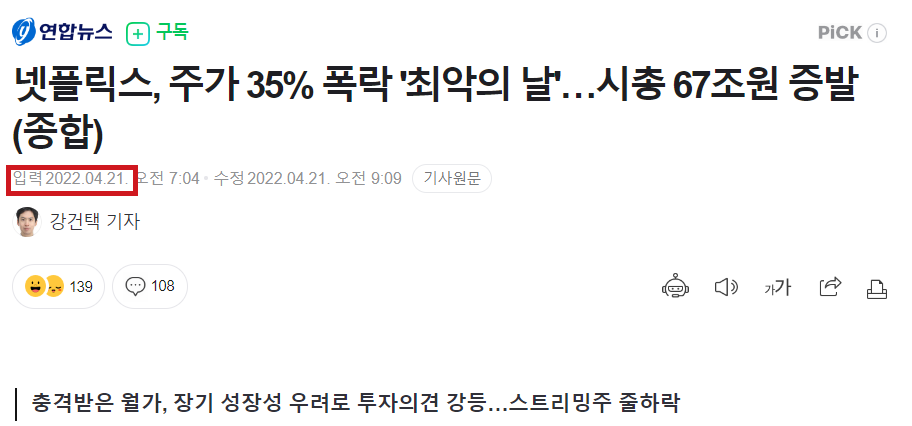 연합뉴스 구독 PiCK i
넷플릭스, 주가 35% 폭락 '최악의 날'…시총 67조원 증발
(종합)
입력 2022.04.21. 오전 7:04 · 수정 2022.04.21. 오전 9:09 기사원문
강건택 기자
139 108 가가
충격받은 월가, 장기 성장성 우려로 투자의견 강등…스트리밍주 줄하락